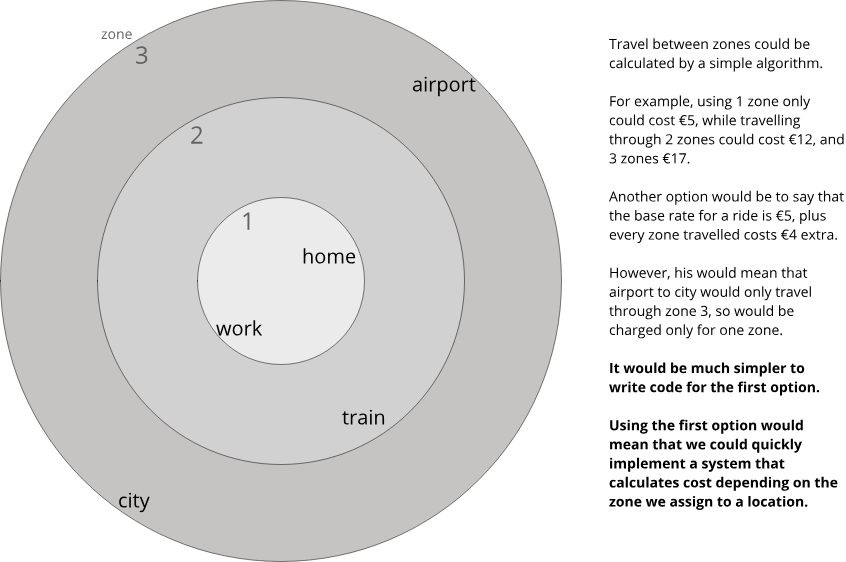 zone
3
airport
2
1
home
work
train
city
Travel between zones could be
calculated by a simple algorithm.
For example, using 1 zone only
could cost €5, while travelling
through 2 zones could cost €12, and
3 zones €17.
Another option would be to say that
the base rate for a ride is €5, plus
every zone travelled costs €4 extra.
However, his would mean that
airport to city would only travel
through zone 3, so would be
charged only for one zone.
It would be much simpler to
write code for the first option.
Using the first option would
mean that we could quickly
implement a system that
calculates cost depending on the
zone we assign to a location.